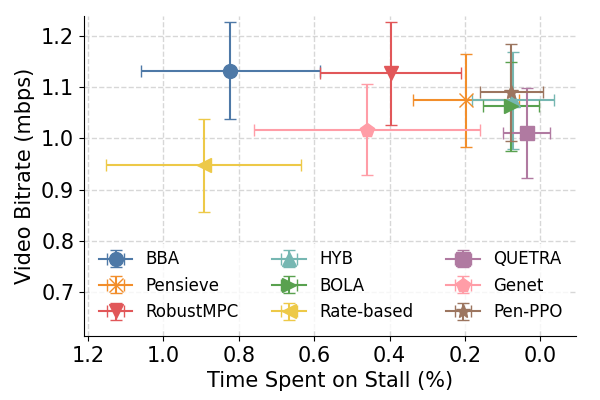 Video Bitrate (mbps)
1.2
1.1
1.0
0.9
0.8
0.7
BBA
Pensieve
RobustMPC
HYB
BOLA
Rate-based
QUETRA
Genet
Pen-PPO
1.2 1.0 0.8 0.6 0.4 0.2 0.0
Time Spent on Stall (%)